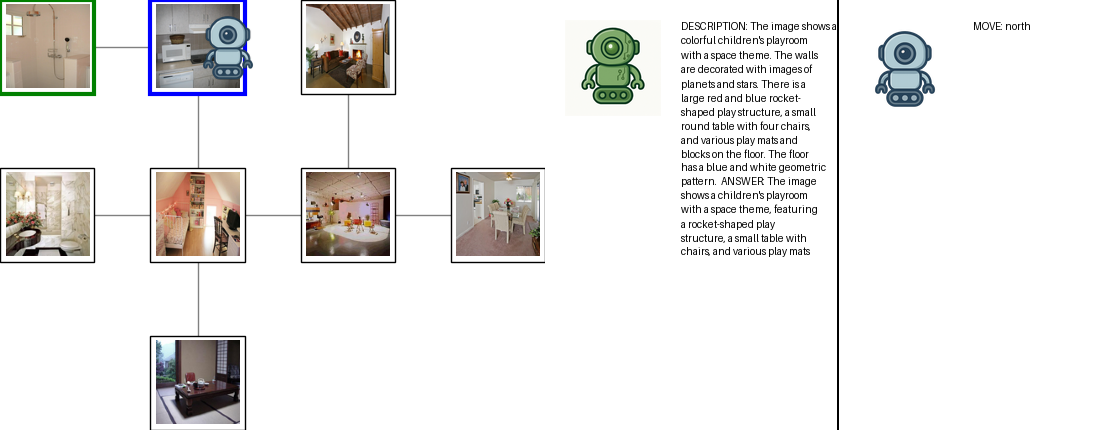 DESCRIPTION: The image shows a
colorful children's playroom
with a space theme. The walls
are decorated with images of
planets and stars. There is a
large red and blue rocket-
shaped play structure, a small
round table with four chairs,
and various play mats and
blocks on the floor. The floor
has a blue and white geometric
pattern. ANSWER: The image
shows a children's playroom
with a space theme, featuring
a rocket-shaped play
structure, a small table with
chairs, and various play mats
MOVE: north